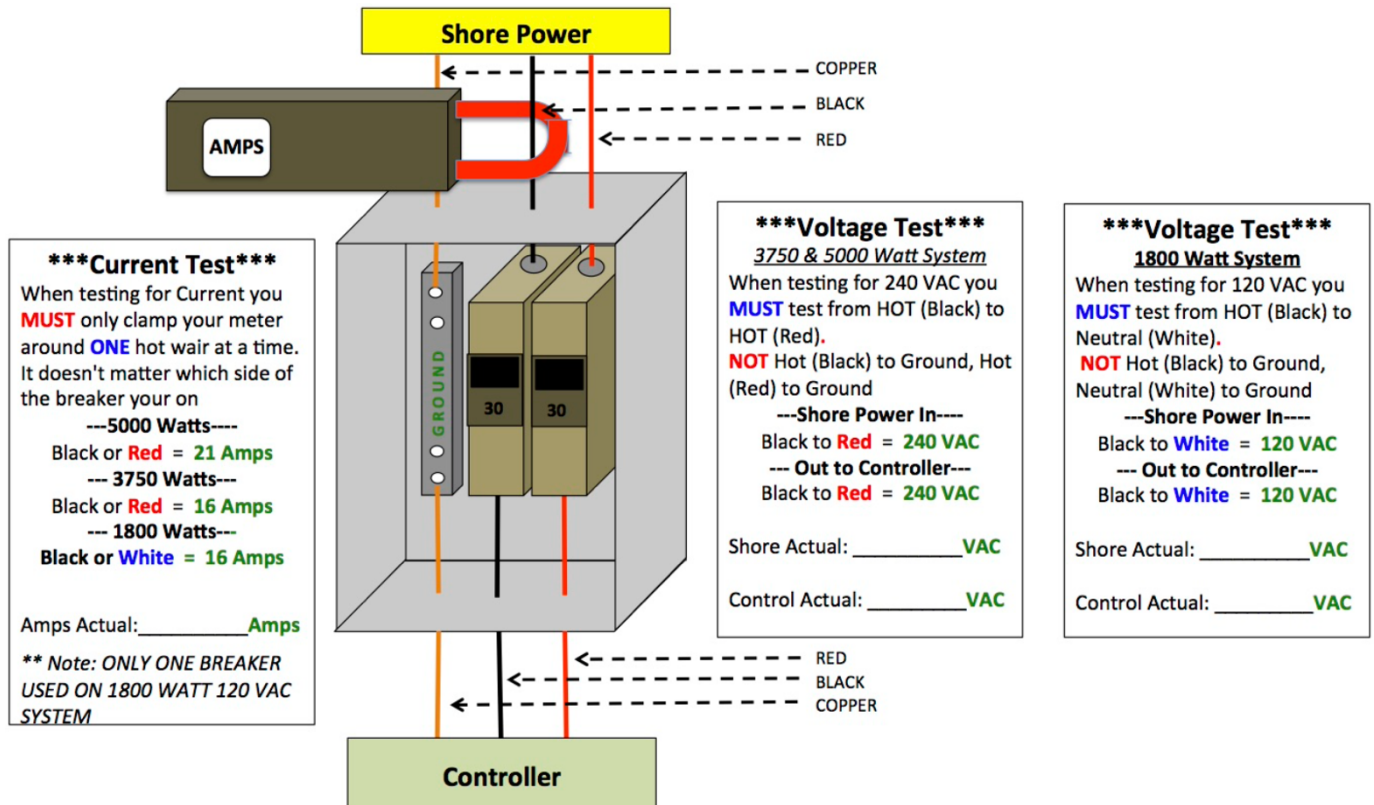 Shore Power
COPPER
BLACK
RED
AMPS
***Current Test***
When testing for Current you
MUST only clamp your meter
around ONE hot wair at a time.
It doesn't matter which side of
the breaker your on
---5000 Watts----
Black or Red = 21 Amps
--- 3750 Watts---
Black or Red = 16 Amps
--- 1800 Watts---
Black or White = 16 Amps
Amps Actual:__________Amps
** Note: ONLY ONE BREAKER
USED ON 1800 WATT 120 VAC
SYSTEM
GROUND
30
30
***Voltage Test***
3750 & 5000 Watt System
When testing for 240 VAC you
MUST test from HOT (Black) to
HOT (Red).
NOT Hot (Black) to Ground, Hot
(Red) to Ground
---Shore Power In----
Black to Red = 240 VAC
--- Out to Controller---
Black to Red = 240 VAC
Shore Actual: __________VAC
Control Actual: _________VAC
***Voltage Test***
1800 Watt System
When testing for 120 VAC you
MUST test from HOT (Black) to
Neutral (White).
NOT Hot (Black) to Ground,
Neutral (White) to Ground
---Shore Power In----
Black to White = 120 VAC
--- Out to Controller---
Black to White = 120 VAC
Shore Actual: __________VAC
Control Actual: _________VAC
RED
BLACK
COPPER
Controller